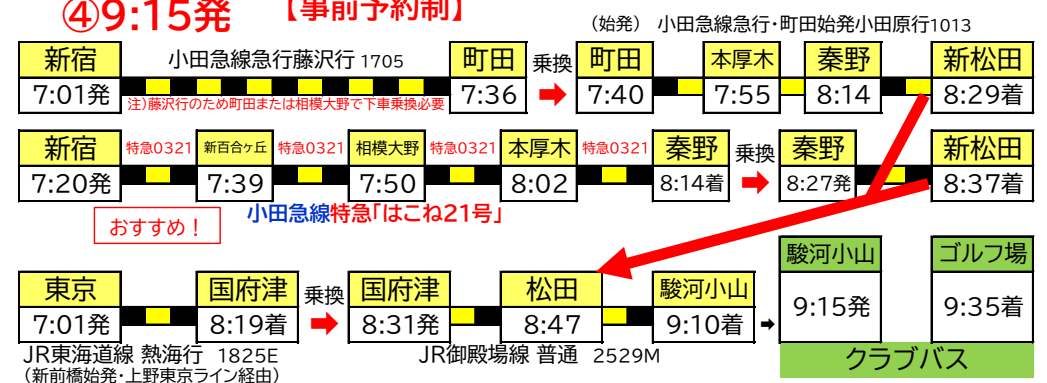 ④9:15発 【事前予約制】
(始発) 小田急線急行・町田始発小田原行1013
新宿 小田急線急行藤沢行 1705 町田 乗換 町田 本厚木 秦野 新松田
7:01発 注)藤沢行のため町田または相模大野で下車乗換必要 7:36 7:40 7:55 8:14 8:29着
新宿 特急0321 新百合ヶ丘 特急0321 相模大野 特急0321 本厚木 特急0321 秦野 乗換 秦野 新松田
7:20発 7:39 7:50 8:02 8:14着 8:27発 8:37着
おすすめ! 小田急線特急「はこね21号」
駿河小山 ゴルフ場
東京 国府津 乗換 国府津 松田 駿河小山 9:15発 9:35着
7:01発 8:19着 8:31発 8:47 9:10着
JR東海道線 熱海行 1825E JR御殿場線 普通 2529M クラブバス
(新前橋始発・上野東京ライン経由)